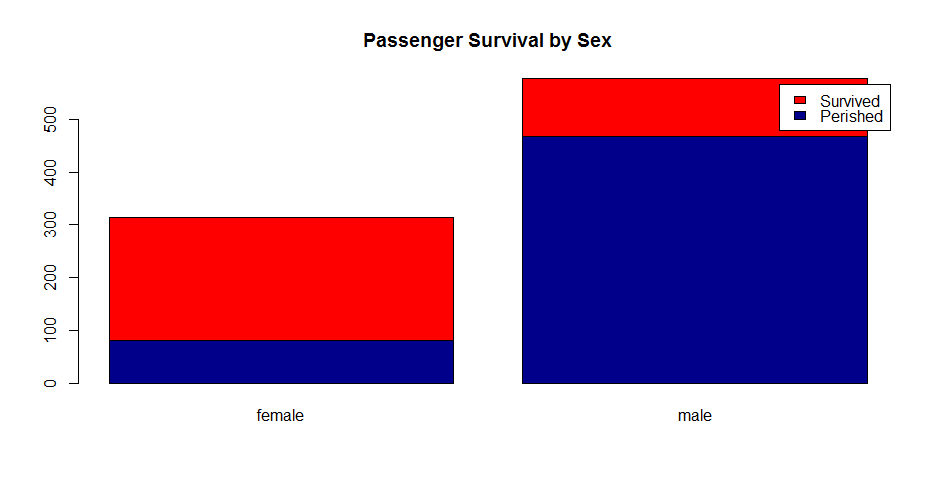 Passenger Survival by Sex
Survived
Perished
500
400
300
200
100
0
female
male